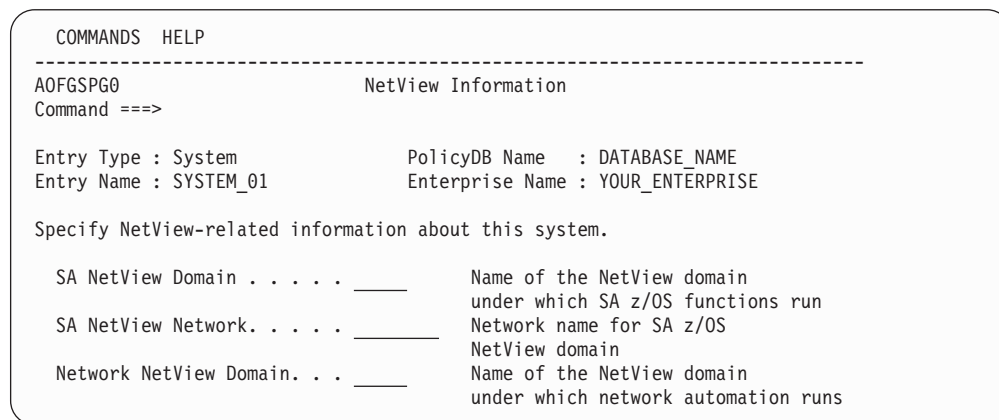 COMMANDS  HELP
------------------------------------------------------------------------------
AOFGSPG0                       NetView Information
Command ===>
Entry Type : System            PolicyDB Name   : DATABASE_NAME
Entry Name : SYSTEM_01         Enterprise Name : YOUR_ENTERPRISE
Specify NetView-related information about this system.
SA NetView Domain . . . . . _____      Name of the NetView domain
under which SA z/OS functions run
SA NetView Network. . . . . ________   Network name for SA z/OS
NetView domain
Network NetView Domain. . . _____      Name of the NetView domain
under which network automation runs